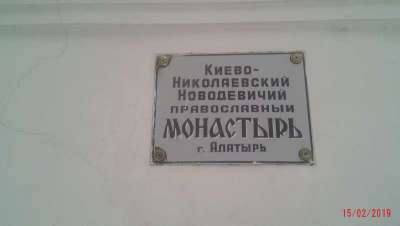 Киево-
Николаевский
Новодевичий
православный
монастырь
г. Алатырь
15/02/2019